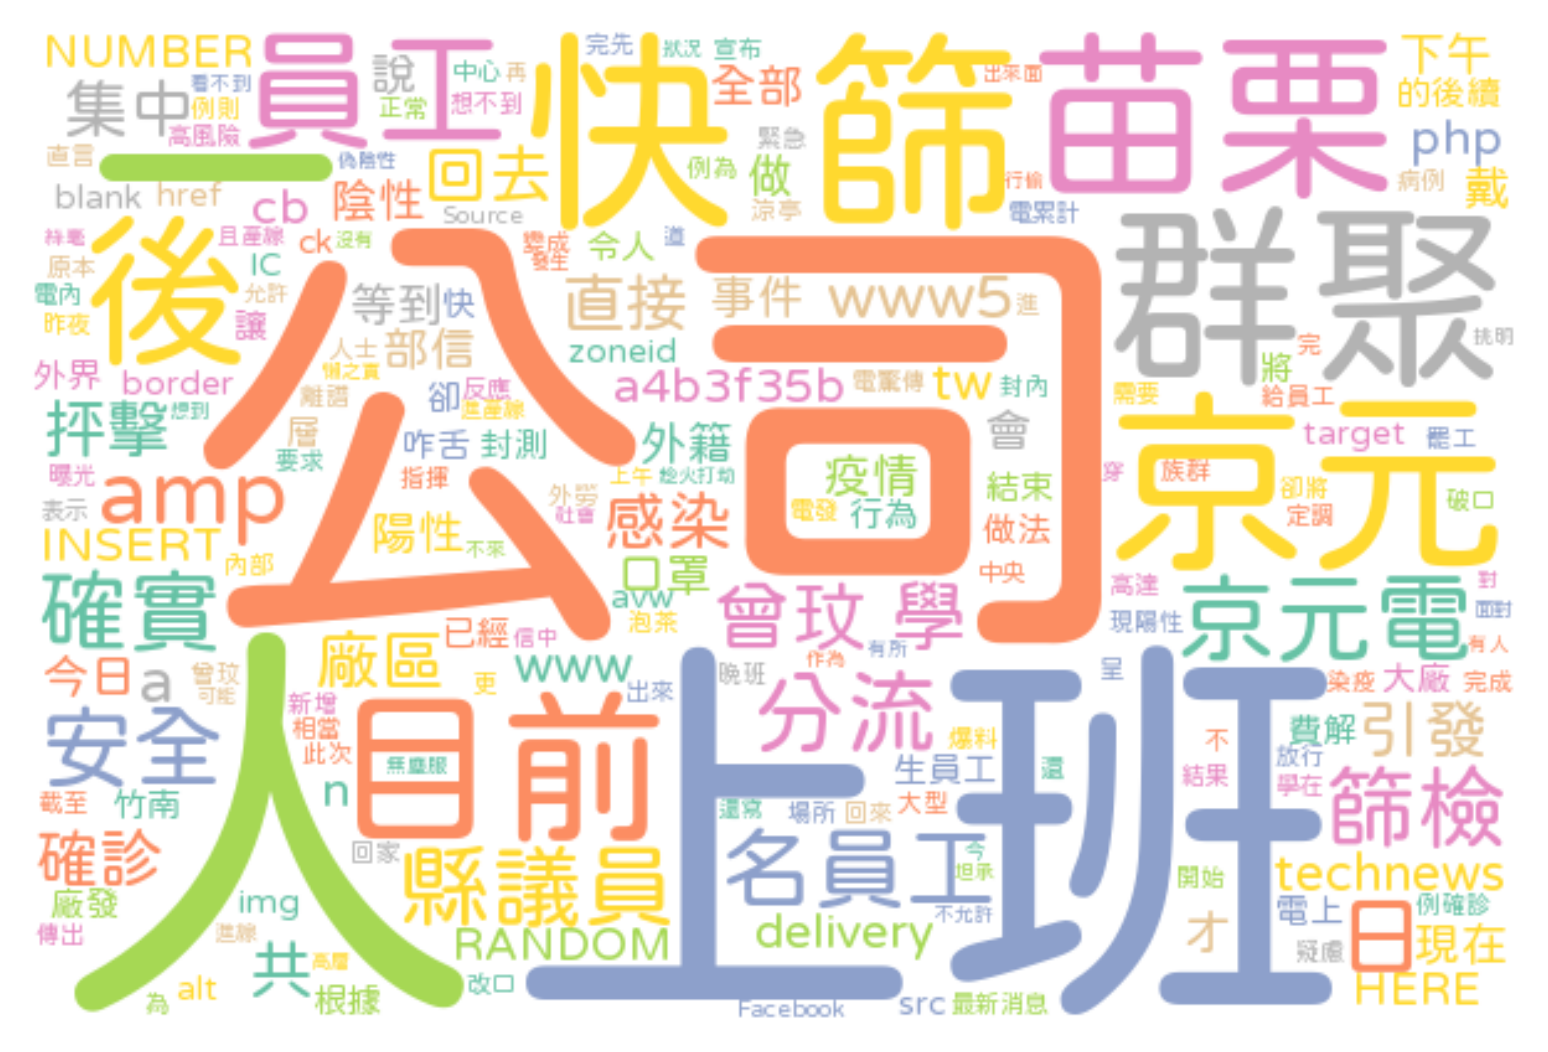 NUMBER
員工
快篩
苗栗
下午
的後續
集中
看不到
例則
高風險
說
中心
再
正常
想不到
完先
狀況
宣布
全部
出來面
緊急
php
直言
一
偽陰性
回去
例為
做
涼亭
行偷
電累計
病例
戴
blank
href
cb
陰性
Source
後
且產線
ck
沒有
變成
發生
令人
道
群聚
原本
IC
電內
允許
昨夜
讓
等到
快
直接
事件
www5
進
公司
人士
部信
zoneid
挑明
完
將
外界
border
離譜
卻
反應
進產線
a4b3f35b
電驚傳
tw
封內
需要
給員工
抨擊
想到
層
要求
咋舌
封測
外籍
會
京元
target
罷工
曝光
amp
指揮
上午
趁火打劫
疫情
結束
穿
族群
卻將
破口
表示
外勞
社會
感染
電發
行為
做法
定調
INSERT
陽性
不來
內部
口罩
中央
確實
avw
泡茶
曾玟
學
高達
現陽性
京元電
對
面對
廠區
已經
信中
有所
有人
今日
a
曾玟
可能
更
www
出來
晚班
作為
呈
染疫
大廠
完成
人
新增
相當
此次
目前
上班
分流
安全
無塵服
爆料
生員工
還
不
費解
引發
放行
截至
竹南
n
還寫
場所
回來
大型
結果
學在
篩檢
確診
回家
縣議員
名員工
今
坦承
開始
technews
廠發
img
不允許
才
電上
例確診
傳出
進線
RANDOM
delivery
疑慮
日
現在
共
高層
改口
為
alt
根據
Facebook
src
最新消息
HERE